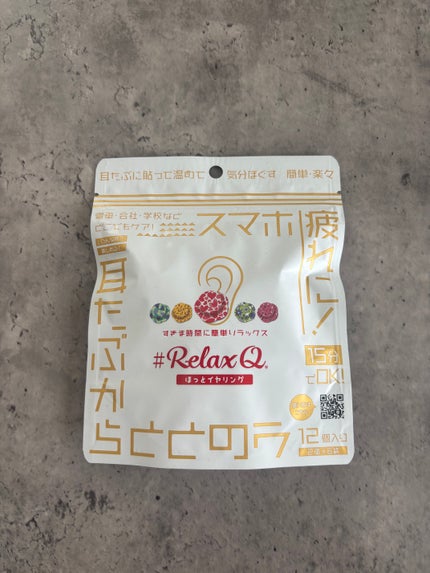 耳たぶに貼って温めて 気分ほぐす 簡単・楽々
電車・会社・学校など
どこでもケア!
スマホ
疲れに!
耳たぶから
ととのう
すきま時間に簡単リラックス
#Relax Q
ほっとイヤリング
15分
でOK!
12個入り